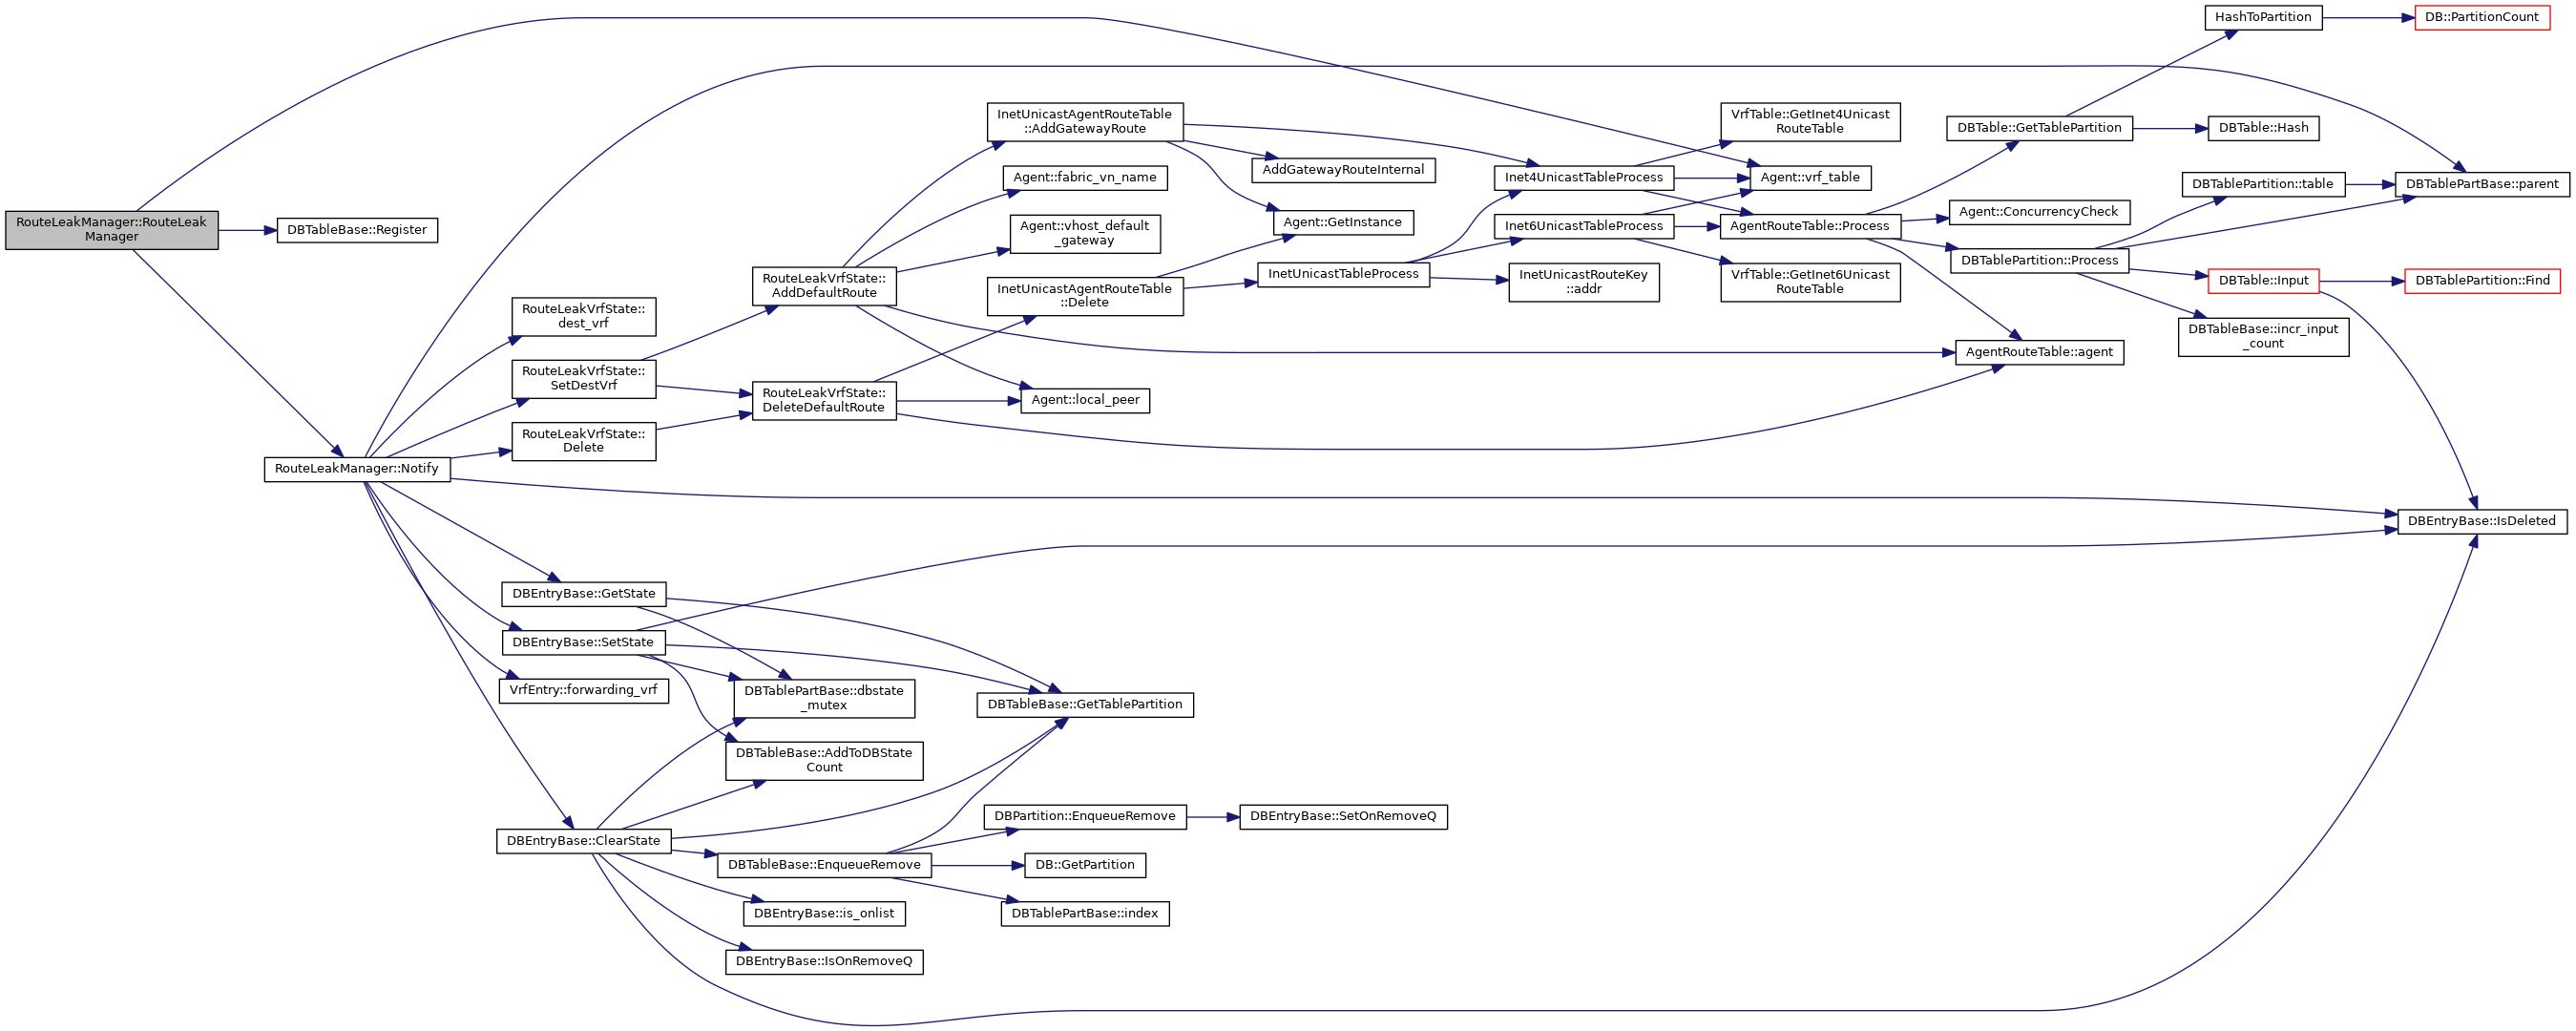 RouteLeakManager::RouteLeak
Manager
DBTableBase::Register
RouteLeakManager::Notify
RouteLeakVrfState::
dest_vrf
RouteLeakVrfState::
SetDestVrf
RouteLeakVrfState::
Delete
DBEntryBase::GetState
DBEntryBase::SetState
VrfEntry::forwarding_vrf
DBEntryBase::ClearState
RouteLeakVrfState::
AddDefaultRoute
RouteLeakVrfState::
DeleteDefaultRoute
DBTablePartBase::dbstate
_mutex
DBTableBase::AddToDBState
Count
DBTableBase::EnqueueRemove
DBEntryBase::is_onlist
DBEntryBase::IsOnRemoveQ
InetUnicastAgentRouteTable
::AddGatewayRoute
Agent::fabric_vn_name
Agent::vhost_default
_gateway
InetUnicastAgentRouteTable
::Delete
Agent::local_peer
DBTableBase::GetTablePartition
DBPartition::EnqueueRemove
DB::GetPartition
DBTablePartBase::index
AddGatewayRouteInternal
Agent::GetInstance
InetUnicastTableProcess
DBEntryBase::SetOnRemoveQ
Inet4UnicastTableProcess
Inet6UnicastTableProcess
InetUnicastRouteKey
::addr
VrfTable::GetInet4Unicast
RouteTable
Agent::vrf_table
AgentRouteTable::Process
VrfTable::GetInet6Unicast
RouteTable
DBTable::GetTablePartition
Agent::ConcurrencyCheck
DBTablePartition::Process
AgentRouteTable::agent
HashToPartition
DBTable::Hash
DBTablePartition::table
DBTable::Input
DBTableBase::incr_input
_count
DB::PartitionCount
DBTablePartBase::parent
DBTablePartition::Find
DBEntryBase::IsDeleted